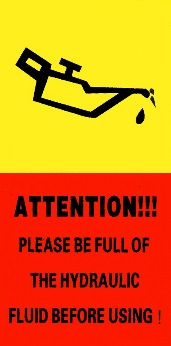 ATTENTION!!!
PLEASE BE FULL OF
THE HYDRAULIC
FLUID BEFORE USING !